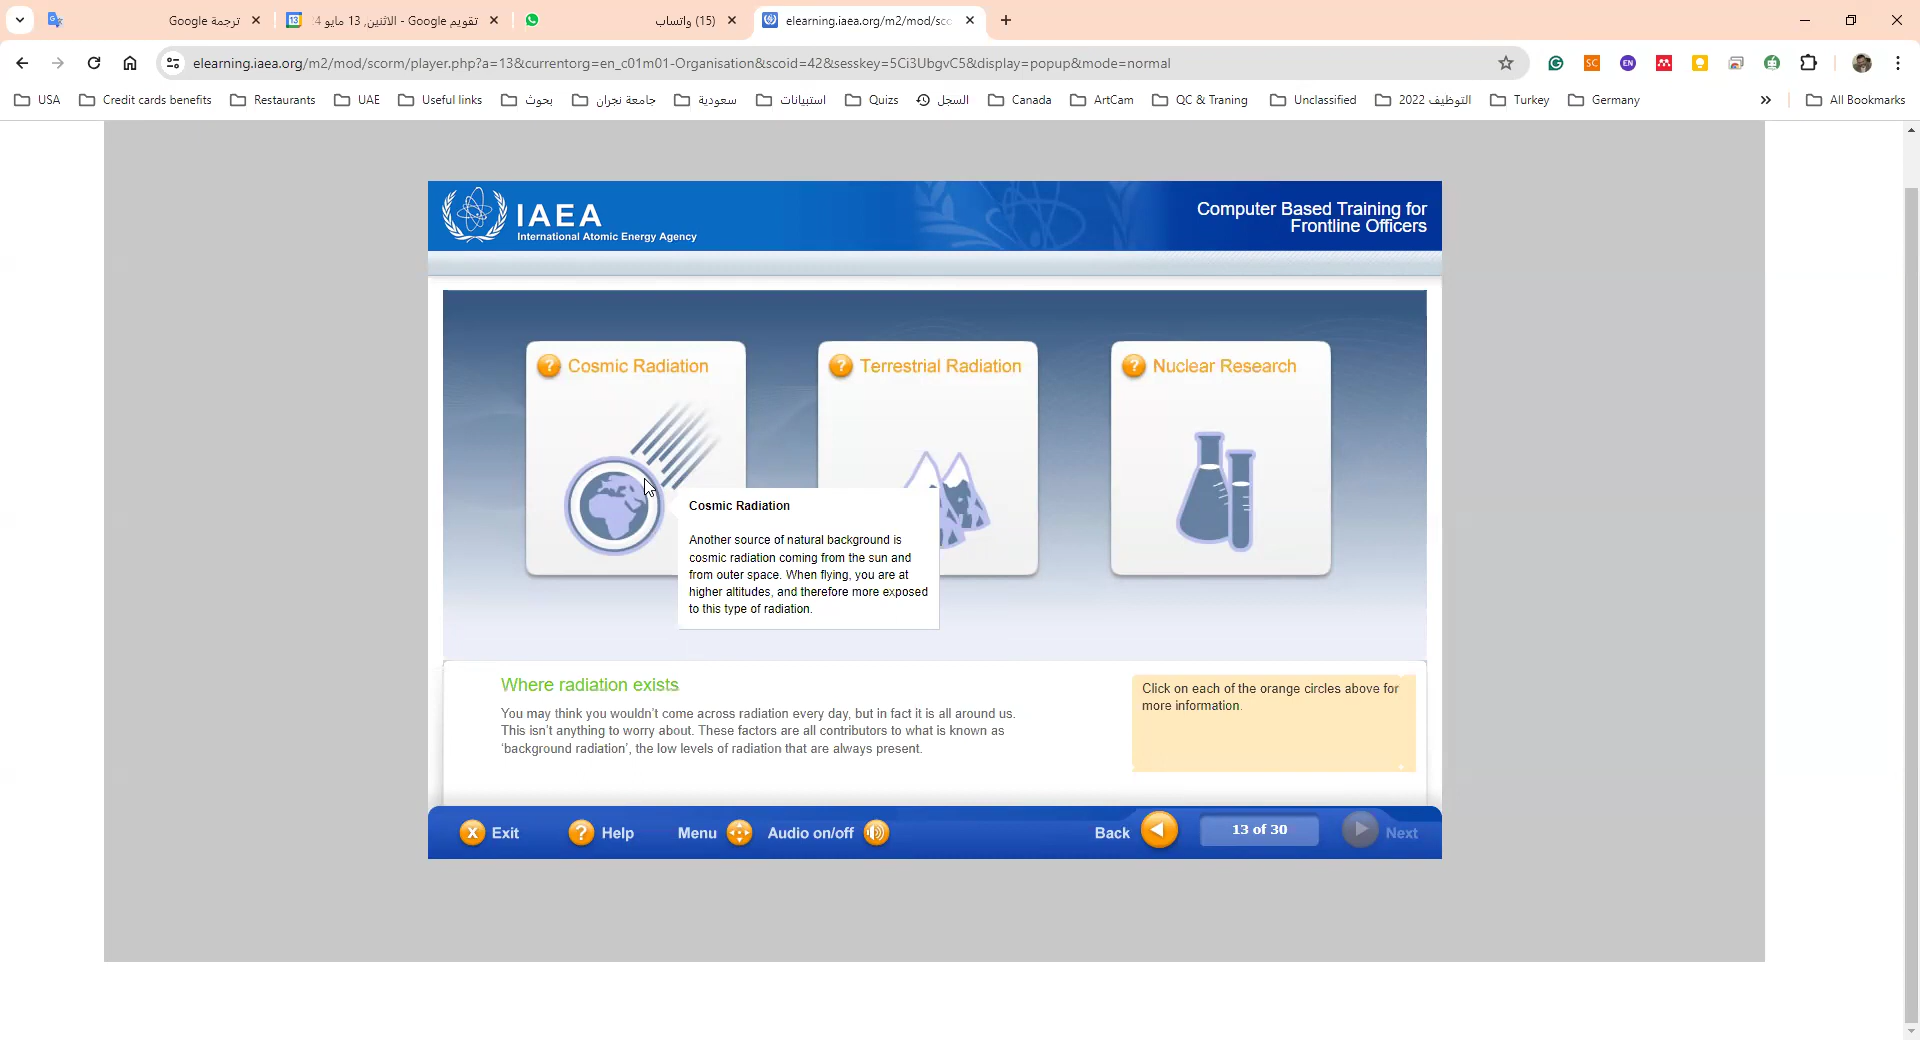 ترجمة Google
تقويم Google - الاثنين, 13 مايو 4
(15) واتساب
elearning.iaea.org/m2/mod/sco
elearning.iaea.org/m2/mod/scorm/player.php?a=13&currentorg=en_c01m01-Organisation&scoid=42&sesskey=5Ci3UbgvC5&display=popup&mode=normal
USA
Credit cards benefits
Restaurants
UAE
Useful links
بحوث
جامعة نجران
سعودية
استبيانات
Quizs
السجل
Canada
ArtCam
QC & Traning
Unclassified
التوظيف 2022
Turkey
Germany
All Bookmarks
IAEA
International Atomic Energy Agency
Computer Based Training for
Frontline Officers
? Cosmic Radiation
? Terrestrial Radiation
? Nuclear Research
Cosmic Radiation
Another source of natural background is
cosmic radiation coming from the sun and
from outer space. When flying, you are at
higher altitudes, and therefore more exposed
to this type of radiation.
Where radiation exists
You may think you wouldn't come across radiation every day, but in fact it is all around us.
This isn't anything to worry about. These factors are all contributors to what is known as
'background radiation', the low levels of radiation that are always present.
Click on each of the orange circles above for
more information.
X Exit
? Help
Menu
Audio on/off
Back
13 of 30
Next